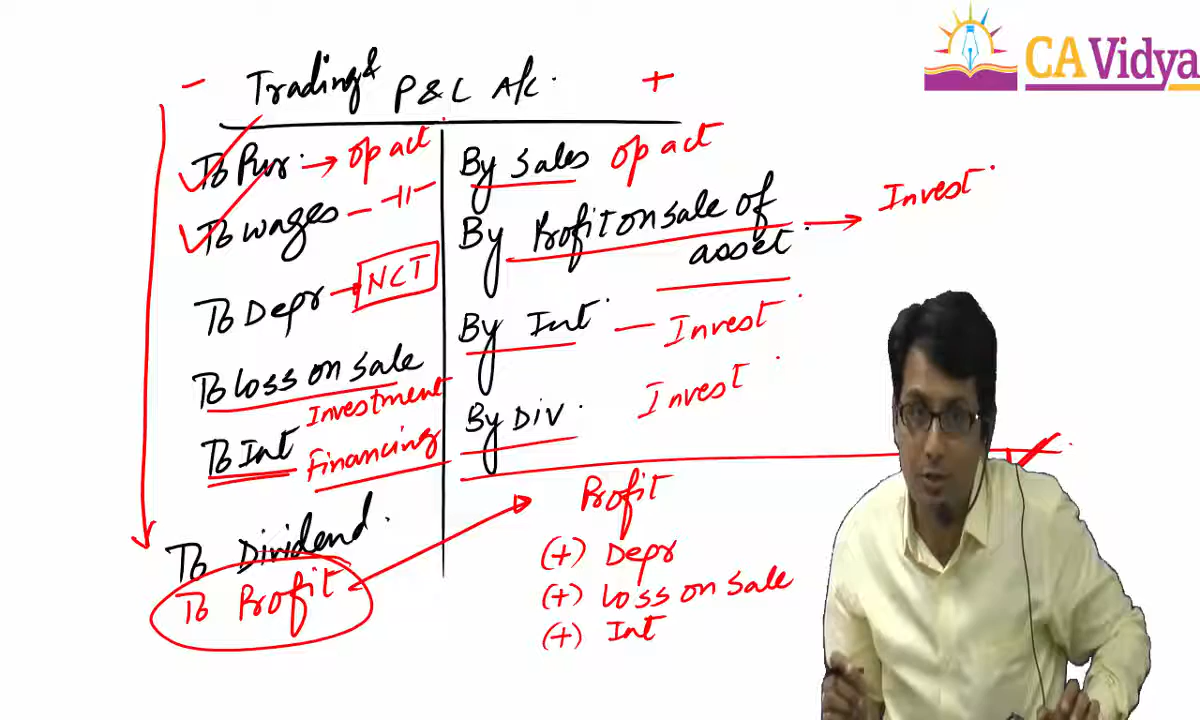 CA Vidya
- Trading & P & L A/c. +
To Pur. → Op act
By Sales Op act
To wages -〃-
By Profit on sale of asset. → Invest.
To Depr → NCT
By Int. - Invest.
To Loss on Sale Investment
By Div. Invest.
To Int Financing
To Dividend.
To Profit
Profit
(+) Depr
(+) Loss on sale
(+) Int